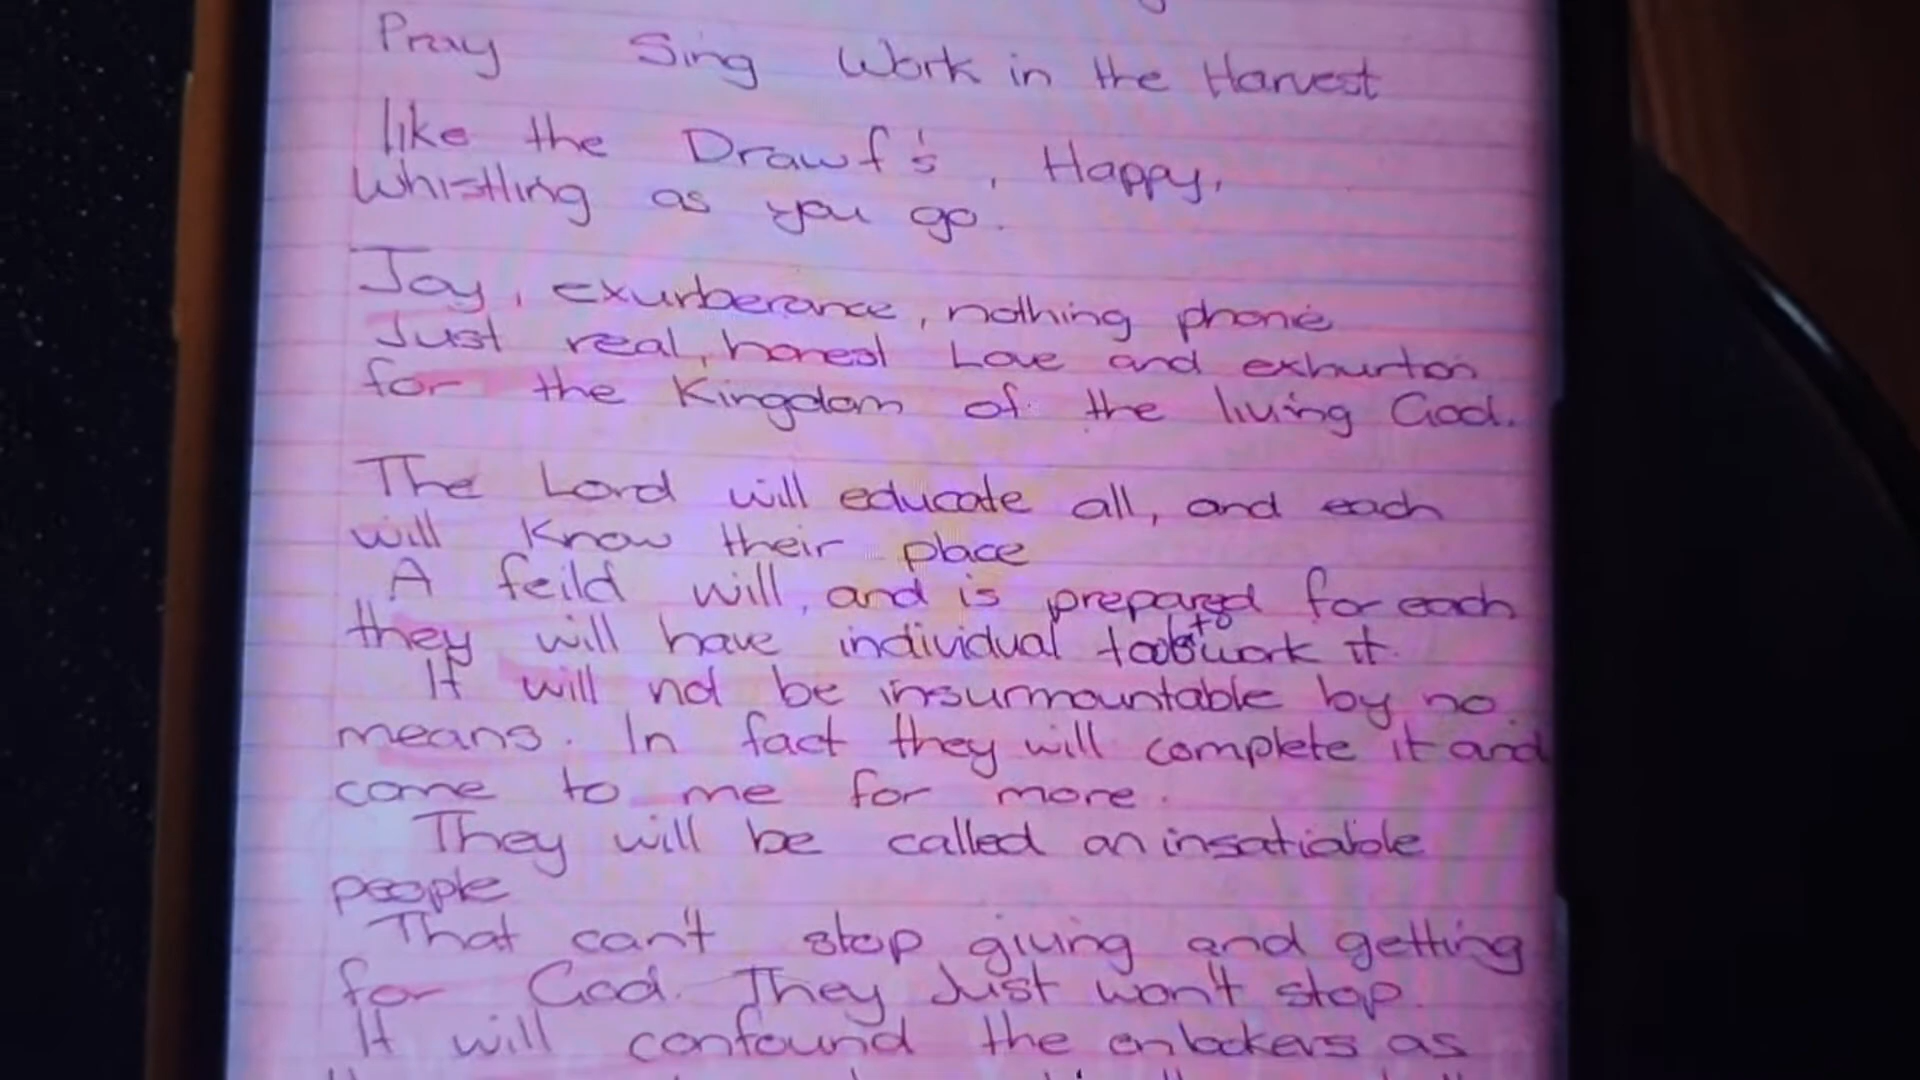 Pray Sing Work in the Harvest
like the Drawf's, Happy,
Whistling as you go.
Joy, exurberance, nothing phonie
Just real, honest Love and exhurton
for the Kingdom of the living God.
The Lord will educate all, and each
will Know their place
A feild will, and is prepared for each
they will have individual tools to work it.
It will not be insurmountable by no
means. In fact they will complete it and
come to me for more.
They will be called an insatiable
people
That can't stop giving and getting
for God. They Just won't stop.
It will confound the onlookers as